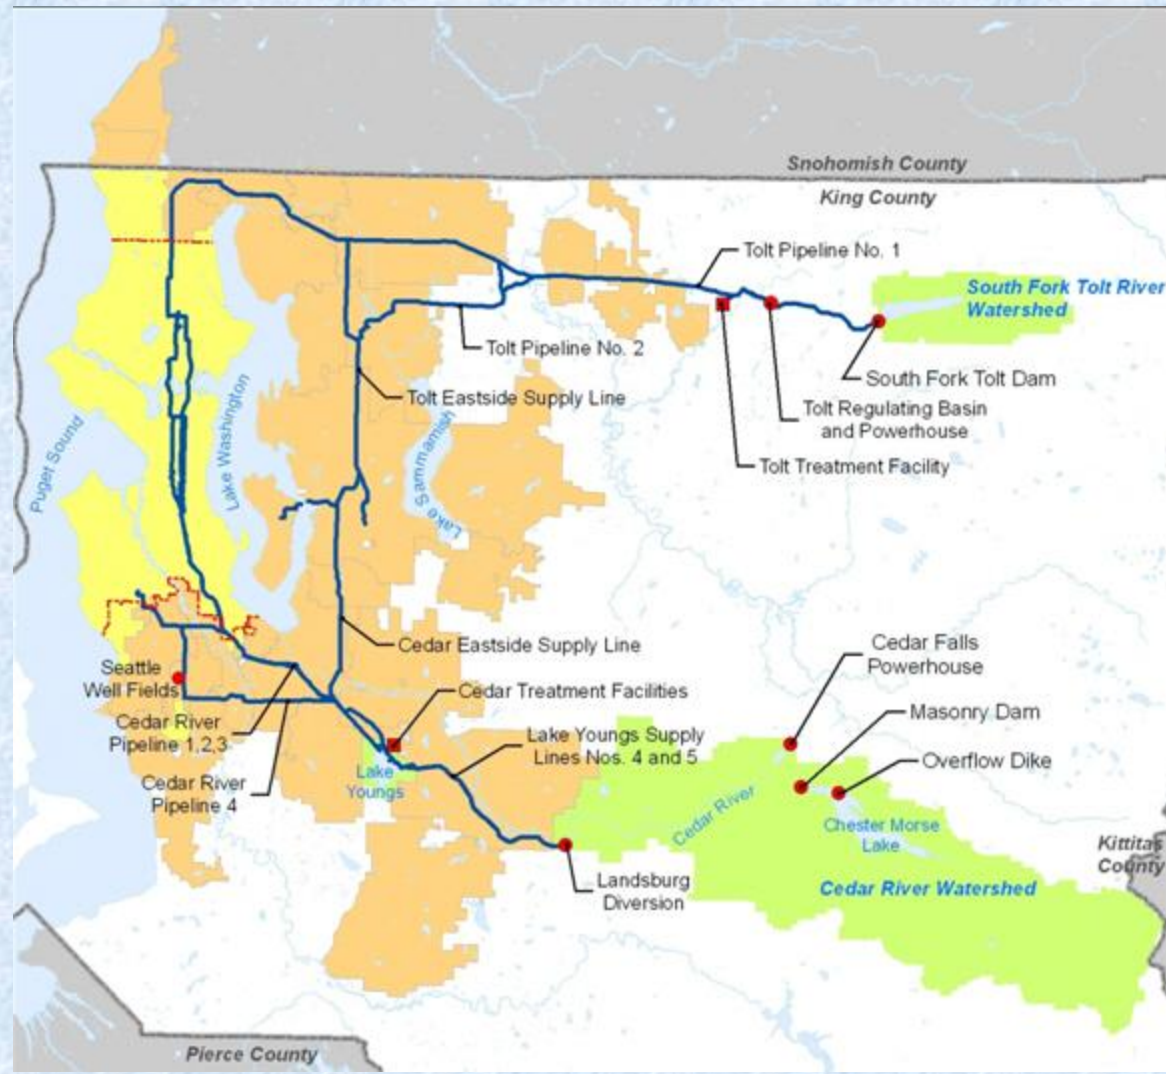 Snohomish County
King County
Tolt Pipeline No. 1
South Fork Tolt River
Watershed
Tolt Pipeline No. 2
South Fork Tolt Dam
Tolt Eastside Supply Line
Tolt Regulating Basin
and Powerhouse
Tolt Treatment Facility
Puget Sound
Lake Washington
Lake Sammamish
Cedar Eastside Supply Line
Cedar Falls
Powerhouse
Seattle
Well Fields
Cedar Treatment Facilities
Masonry Dam
Cedar River
Pipeline 1,2,3
Lake Youngs Supply
Lines Nos. 4 and 5
Overflow Dike
Lake
Youngs
Cedar River
Pipeline 4
Cedar River
Chester Morse
Lake
Kittitas
County
Landsburg
Diversion
Cedar River Watershed
Pierce County